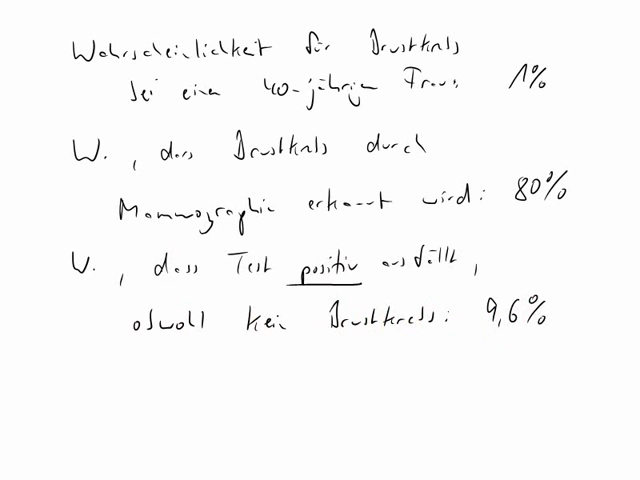 Wahrscheinlichkeit für Brustkrebs
bei einer 40-jährigen Frau: 1%
W., dass Brustkrebs durch
Mammographie erkannt wird: 80%
W., dass Test positiv ausfällt,
obwohl kein Brustkrebs: 9,6%